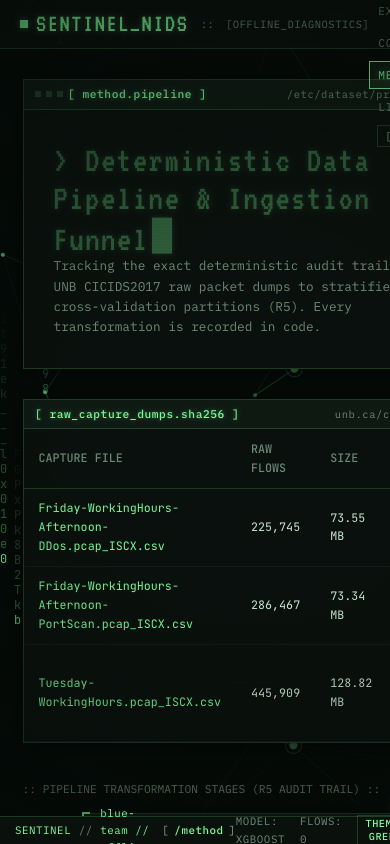 SENTINEL_NIDS :: [OFFLINE_DIAGNOSTICS]
[ method.pipeline ] /etc/dataset/pr
> Deterministic Data
Pipeline & Ingestion
Funnel
Tracking the exact deterministic audit trail
UNB CICIDS2017 raw packet dumps to stratifie
cross-validation partitions (R5). Every
transformation is recorded in code.
[ raw_capture_dumps.sha256 ] unb.ca/c
CAPTURE FILE RAW FLOWS SIZE
Friday-WorkingHours-
Afternoon-
DDos.pcap_ISCX.csv
225,745
73.55
MB
Friday-WorkingHours-
Afternoon-
PortScan.pcap_ISCX.csv
286,467
73.34
MB
Tuesday-
WorkingHours.pcap_ISCX.csv
445,909
128.82
MB
:: PIPELINE TRANSFORMATION STAGES (R5 AUDIT TRAIL) ::
SENTINEL // blue-
team // [ /method ]
MODEL:
XGBOOST
FLOWS:
0